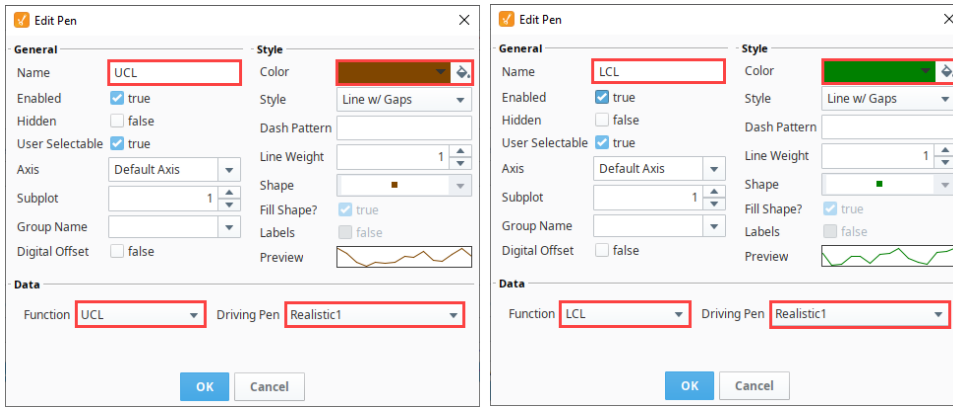 Edit Pen
General
Name UCL
Enabled true
Hidden false
User Selectable true
Axis Default Axis
Subplot 1
Group Name
Digital Offset false
Style
Color
Style Line w/ Gaps
Dash Pattern
Line Weight 1
Shape
Fill Shape? true
Labels false
Preview
Data
Function UCL Driving Pen Realistic1
OK Cancel
Edit Pen
General
Name LCL
Enabled true
Hidden false
User Selectable true
Axis Default Axis
Subplot 1
Group Name
Digital Offset false
Style
Color
Style Line w/ Gaps
Dash Pattern
Line Weight 1
Shape
Fill Shape? true
Labels false
Preview
Data
Function LCL Driving Pen Realistic1
OK Cancel